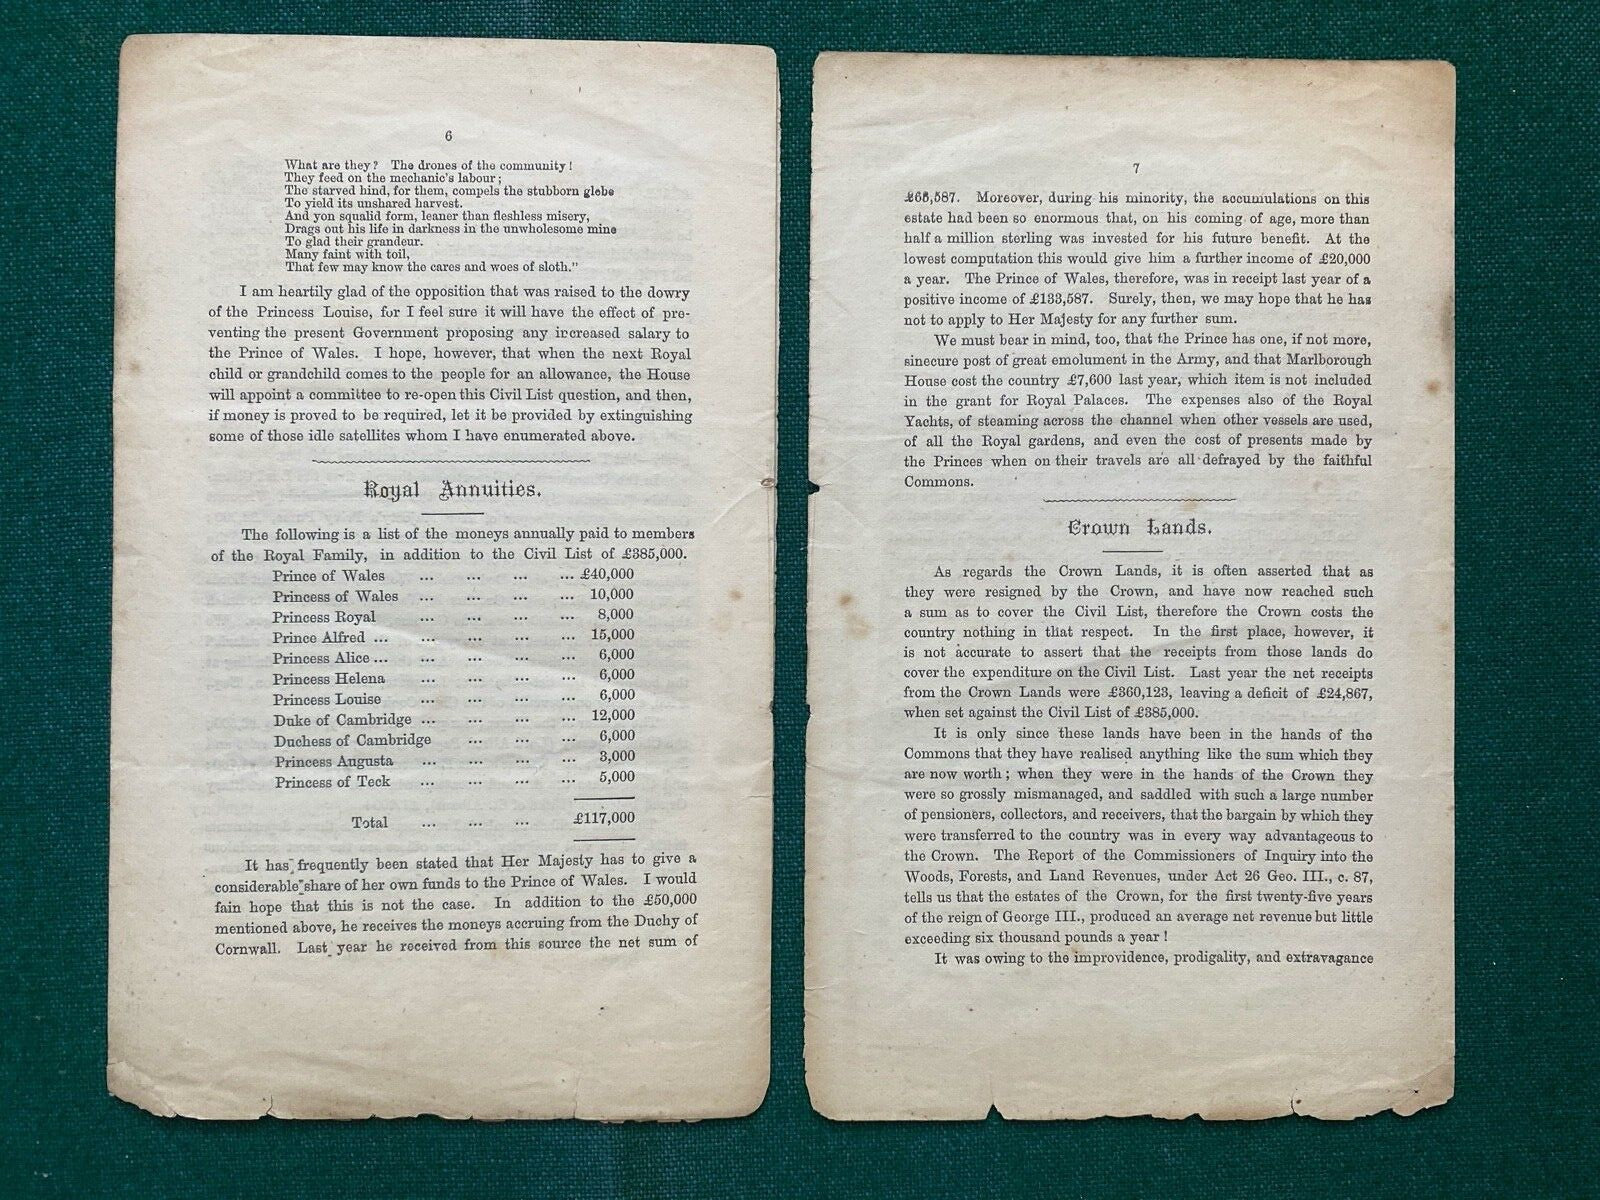 6
What are they? The drones of the community!
They feed on the mechanic's labour;
The starved hind, for them, compels the stubborn glebe
To yield its unshared harvest.
And yon squalid form, leaner than fleshless misery,
Drags out his life in darkness in the unwholesome mine
To glad their grandeur.
Many faint with toil,
That few may know the cares and woes of sloth."
I am heartily glad of the opposition that was raised to the dowry
of the Princess Louise, for I feel sure it will have the effect of pre-
venting the present Government proposing any increased salary to
the Prince of Wales. I hope, however, that when the next Royal
child or grandchild comes to the people for an allowance, the House
will appoint a committee to re-open this Civil List question, and then,
if money is proved to be required, let it be provided by extinguishing
some of those idle satellites whom I have enumerated above.
Royal Annuities.
The following is a list of the moneys annually paid to members
of the Royal Family, in addition to the Civil List of £385,000.
Prince of Wales ... ... ... ... £40,000
Princess of Wales ... ... ... ... 10,000
Princess Royal ... ... ... ... 8,000
Prince Alfred ... ... ... ... ... 15,000
Princess Alice ... ... ... ... ... 6,000
Princess Helena ... ... ... ... 6,000
Princess Louise ... ... ... ... 6,000
Duke of Cambridge ... ... ... ... 12,000
Duchess of Cambridge ... ... ... 6,000
Princess Augusta ... ... ... ... 3,000
Princess of Teck ... ... ... ... 5,000
Total ... ... ... £117,000
It has frequently been stated that Her Majesty has to give a
considerable share of her own funds to the Prince of Wales. I would
fain hope that this is not the case. In addition to the £50,000
mentioned above, he receives the moneys accruing from the Duchy of
Cornwall. Last year he received from this source the net sum of
7
Moreover, during his minority, the accumulations on this
estate had been so enormous that, on his coming of age, more than
half a million sterling was invested for his future benefit. At the
lowest computation this would give him a further income of £20,000
a year. The Prince of Wales, therefore, was in receipt last year of a
positive income of £133,587. Surely, then, we may hope that he has
not to apply to Her Majesty for any further sum.
We must bear in mind, too, that the Prince has one, if not more,
sinecure post of great emolument in the Army, and that Marlborough
House cost the country £7,600 last year, which item is not included
in the grant for Royal Palaces. The expenses also of the Royal
Yachts, of steaming across the channel when other vessels are used,
of all the Royal gardens, and even the cost of presents made by
the Princes when on their travels are all defrayed by the faithful
Commons.
Crown Lands.
As regards the Crown Lands, it is often asserted that as
they were resigned by the Crown, and have now reached such
a sum as to cover the Civil List, therefore the Crown costs the
country nothing in that respect. In the first place, however, it
is not accurate to assert that the receipts from those lands do
cover the expenditure on the Civil List. Last year the net receipts
from the Crown Lands were £360,123, leaving a deficit of £24,867,
when set against the Civil List of £385,000.
It is only since these lands have been in the hands of the
Commons that they have realised anything like the sum which they
are now worth; when they were in the hands of the Crown they
were so grossly mismanaged, and saddled with such a large number
of pensioners, collectors, and receivers, that the bargain by which they
were transferred to the country was in every way advantageous to
the Crown. The Report of the Commissioners of Inquiry into the
Woods, Forests, and Land Revenues, under Act 26 Geo. III., c. 87,
tells us that the estates of the Crown, for the first twenty-five years
of the reign of George III., produced an average net revenue but little
exceeding six thousand pounds a year!
It was owing to the improvidence, prodigality, and extravagance